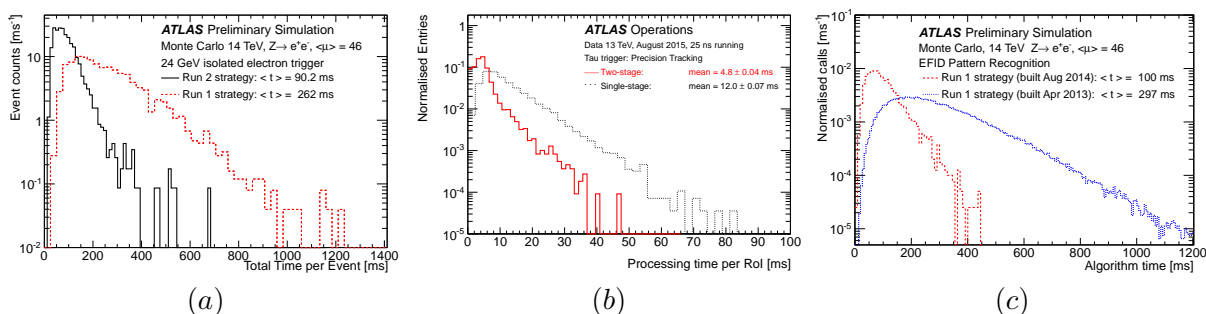 Event counts [ms⁻¹]
10
1
10⁻¹
10⁻²
ATLAS Preliminary Simulation
Monte Carlo 14 TeV, Z→ e⁺e⁻, <μ> = 46
24 GeV isolated electron trigger
Run 2 strategy: < t > = 90.2 ms
Run 1 strategy: < t > = 262 ms
0 200 400 600 800 1000 1200 1400
Total Time per Event [ms]
(a)
Normalised Entries
1
10⁻¹
10⁻²
10⁻³
10⁻⁴
10⁻⁵
ATLAS Operations
Data 13 TeV, August 2015, 25 ns running
Tau trigger: Precision Tracking
Two-stage: mean = 4.8 ± 0.04 ms
Single-stage: mean = 12.0 ± 0.07 ms
0 10 20 30 40 50 60 70 80 90 100
Processing time per RoI [ms]
(b)
Normalised calls [ms⁻¹]
10⁻¹
10⁻²
10⁻³
10⁻⁴
10⁻⁵
ATLAS Preliminary Simulation
Monte Carlo, 14 TeV Z→ e⁺e⁻, <μ> = 46
EFID Pattern Recognition
Run 1 strategy (built Aug 2014): < t > = 100 ms
Run 1 strategy (built Apr 2013): < t > = 297 ms
0 200 400 600 800 1000 1200
Algorithm time [ms]
(c)